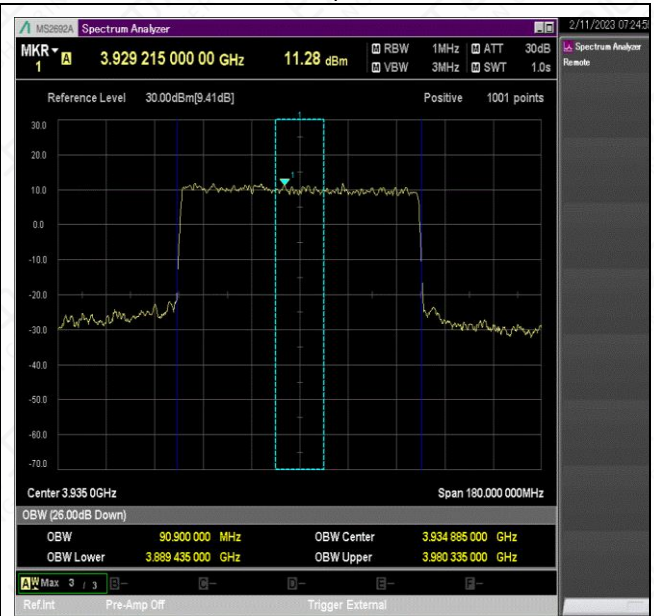 MS2692A Spectrum Analyzer
2/11/2023 07:24:5
MKR 1 A 3.929 215 000 00 GHz 11.28 dBm M RBW 1MHz M ATT 30dB
M VBW 3MHz M SWT 1.0s
Spectrum Analyzer
Remote
Reference Level 30.00dBm[9.41dB] Positive 1001 points
1
30.0
20.0
1
10.0
0.0
-10.0
-20.0
-30.0
-40.0
-50.0
-60.0
-70.0
Center 3.935 0GHz Span 180.000 000MHz
OBW (26.00dB Down)
OBW 90.900 000 MHz OBW Center 3.934 885 000 GHz
OBW Lower 3.889 435 000 GHz OBW Upper 3.980 335 000 GHz
A W Max 3 / 3 B- C- D- E- F-
Ref.Int Pre-Amp Off Trigger External